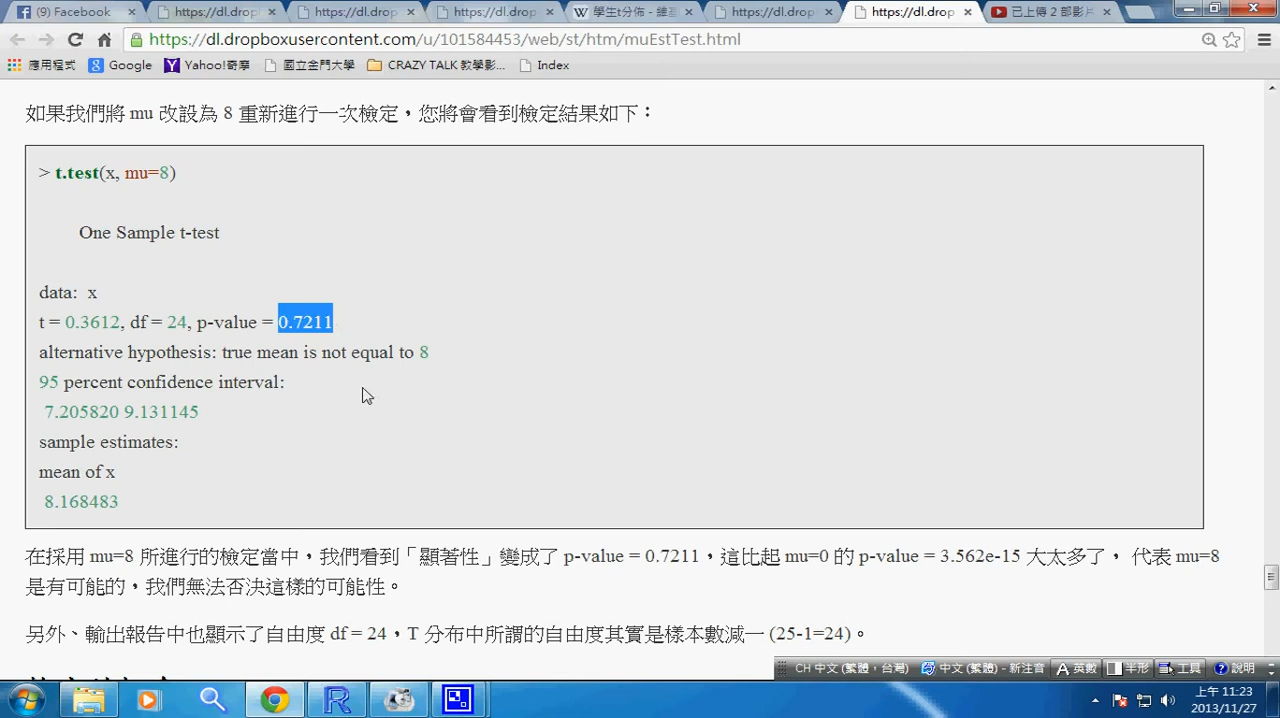 (9) Facebook
https://dl.drop
https://dl.drop
https://dl.drop
學生t分佈 - 維基
https://dl.drop
https://dl.drop
已上傳 2 部影片
https://dl.dropboxusercontent.com/u/101584453/web/st/htm/muEstTest.html
應用程式 Google Yahoo!奇摩 國立金門大學 CRAZY TALK 教學影... Index
如果我們將 mu 改設為 8 重新進行一次檢定，您將會看到檢定結果如下：
> t.test(x, mu=8)
One Sample t-test
data: x
t = 0.3612, df = 24, p-value = 0.7211
alternative hypothesis: true mean is not equal to 8
95 percent confidence interval:
7.205820 9.131145
sample estimates:
mean of x
8.168483
在採用 mu=8 所進行的檢定當中，我們看到「顯著性」變成了 p-value = 0.7211，這比起 mu=0 的 p-value = 3.562e-15 大太多了， 代表 mu=8
是有可能的，我們無法否決這樣的可能性。
另外、輸出報告中也顯示了自由度 df = 24，T 分布中所謂的自由度其實是樣本數減一 (25-1=24)。
CH 中文 (繁體，台灣) 中文 (繁體) - 新注音 A 英數 半形 工具 說明
上午 11:23
2013/11/27